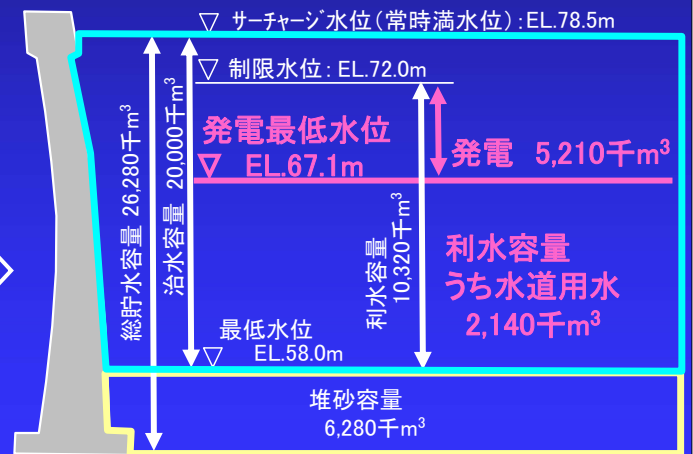 ▽ サーチャージ水位(常時満水位):EL.78.5m
▽ 制限水位:EL.72.0m
発電最低水位
▽ EL.67.1m
発電 5,210千m³
総貯水容量 26,280千m³
治水容量 20,000千m³
利水容量
10,320千m³
利水容量
うち水道用水
2,140千m³
最低水位
▽ EL.58.0m
堆砂容量
6,280千m³